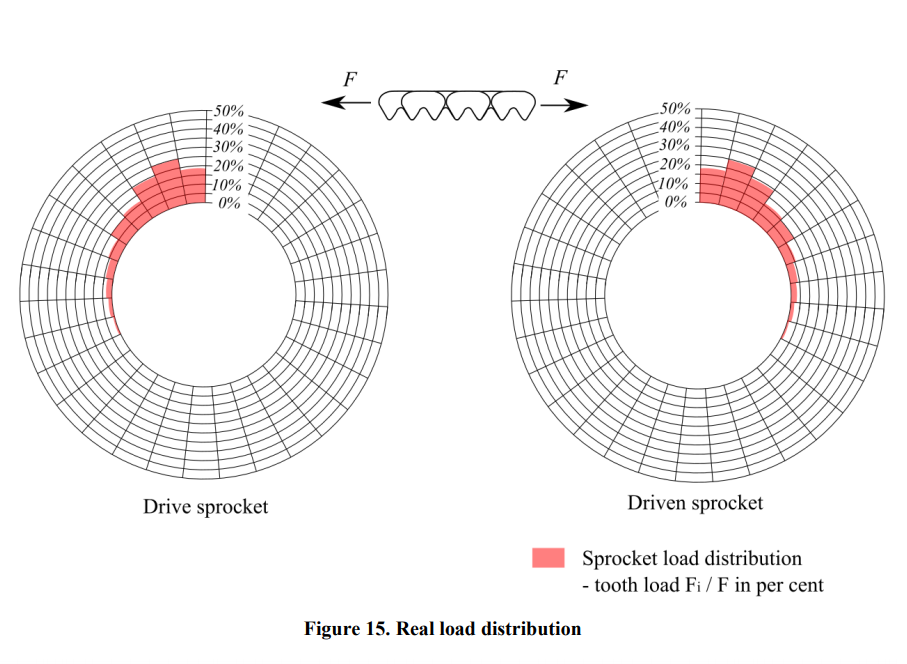 F
F
50%
40%
30%
20%
10%
0%
50%
40%
30%
20%
10%
0%
Drive sprocket
Driven sprocket
Sprocket load distribution
- tooth load Fi / F in per cent
Figure 15. Real load distribution